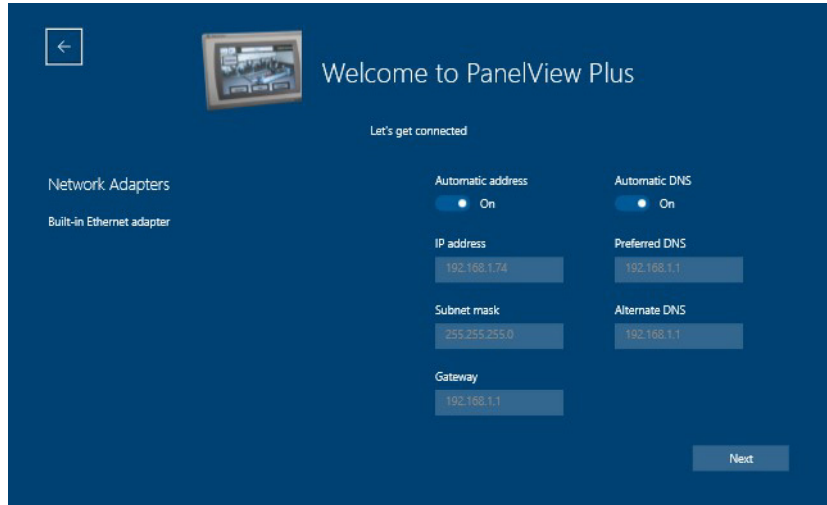 Welcome to PanelView Plus
Let's get connected
Network Adapters
Built-in Ethernet adapter
Automatic address
On
IP address
192.168.1.74
Subnet mask
255.255.255.0
Gateway
192.168.1.1
Automatic DNS
On
Preferred DNS
192.168.1.1
Alternate DNS
192.168.1.1
Next